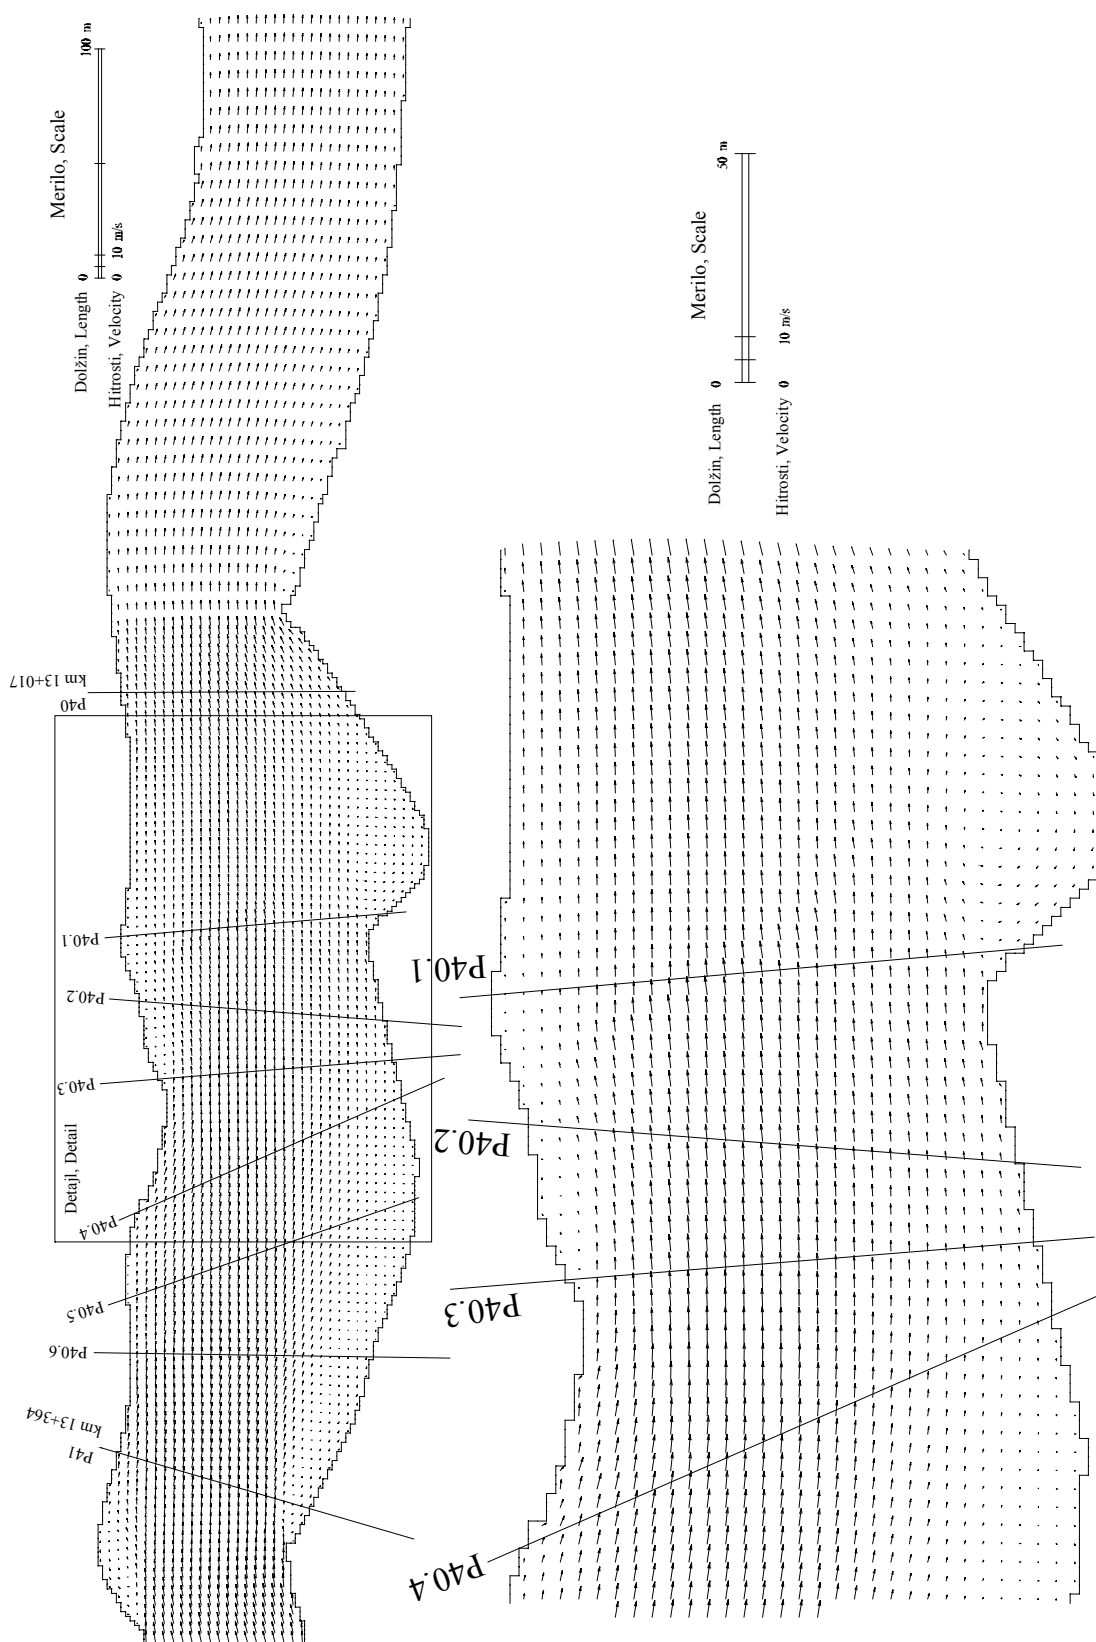 100 m
Merilo, Scale
10 m/s
0
0
Dolžin, Length
Hitrosti, Velocity
50 m
Merilo, Scale
10 m/s
0
0
Dolžin, Length
Hitrosti, Velocity
km 13+017
P40
P40.1
P40.2
P40.3
Detajl, Detail
P40.4
P40.5
P40.6
km 13+364
P41
P40.1
P40.2
P40.3
P40.4